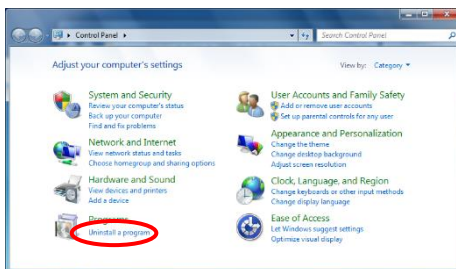 Control Panel
Search Control Panel
Adjust your computer's settings
View by: Category
System and Security
Review your computer's status
Back up your computer
Find and fix problems
Network and Internet
View network status and tasks
Choose homegroup and sharing options
Hardware and Sound
View devices and printers
Add a device
Programs
Uninstall a program
User Accounts and Family Safety
Add or remove user accounts
Set up parental controls for any user
Appearance and Personalization
Change the theme
Change desktop background
Adjust screen resolution
Clock, Language, and Region
Change keyboards or other input methods
Change display language
Ease of Access
Let Windows suggest settings
Optimize visual display